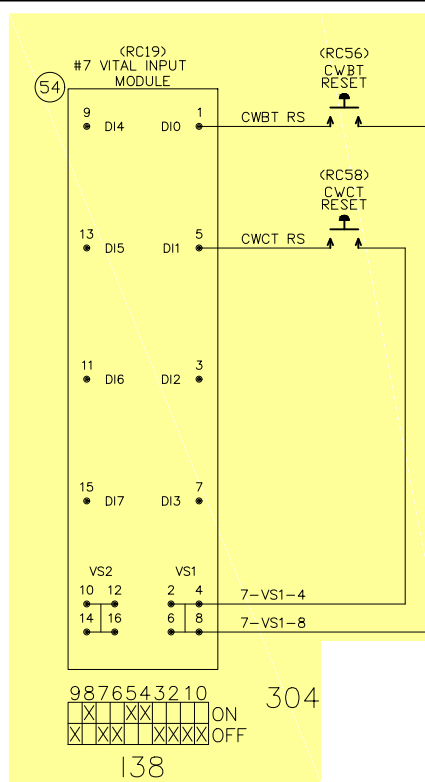 (RC19)
#7 VITAL INPUT
MODULE
54
9 DI4 DI0 1
13 DI5 DI1 5
11 DI6 DI2 3
15 DI7 DI3 7
VS2 VS1
10 12 2 4
14 16 6 8
(RC56)
CWBT
RESET
CWBT RS
(RC58)
CWCT
RESET
CWCT RS
7-VS1-4
7-VS1-8
9876543210
X XX ON
X XX XXXX OFF
138
304